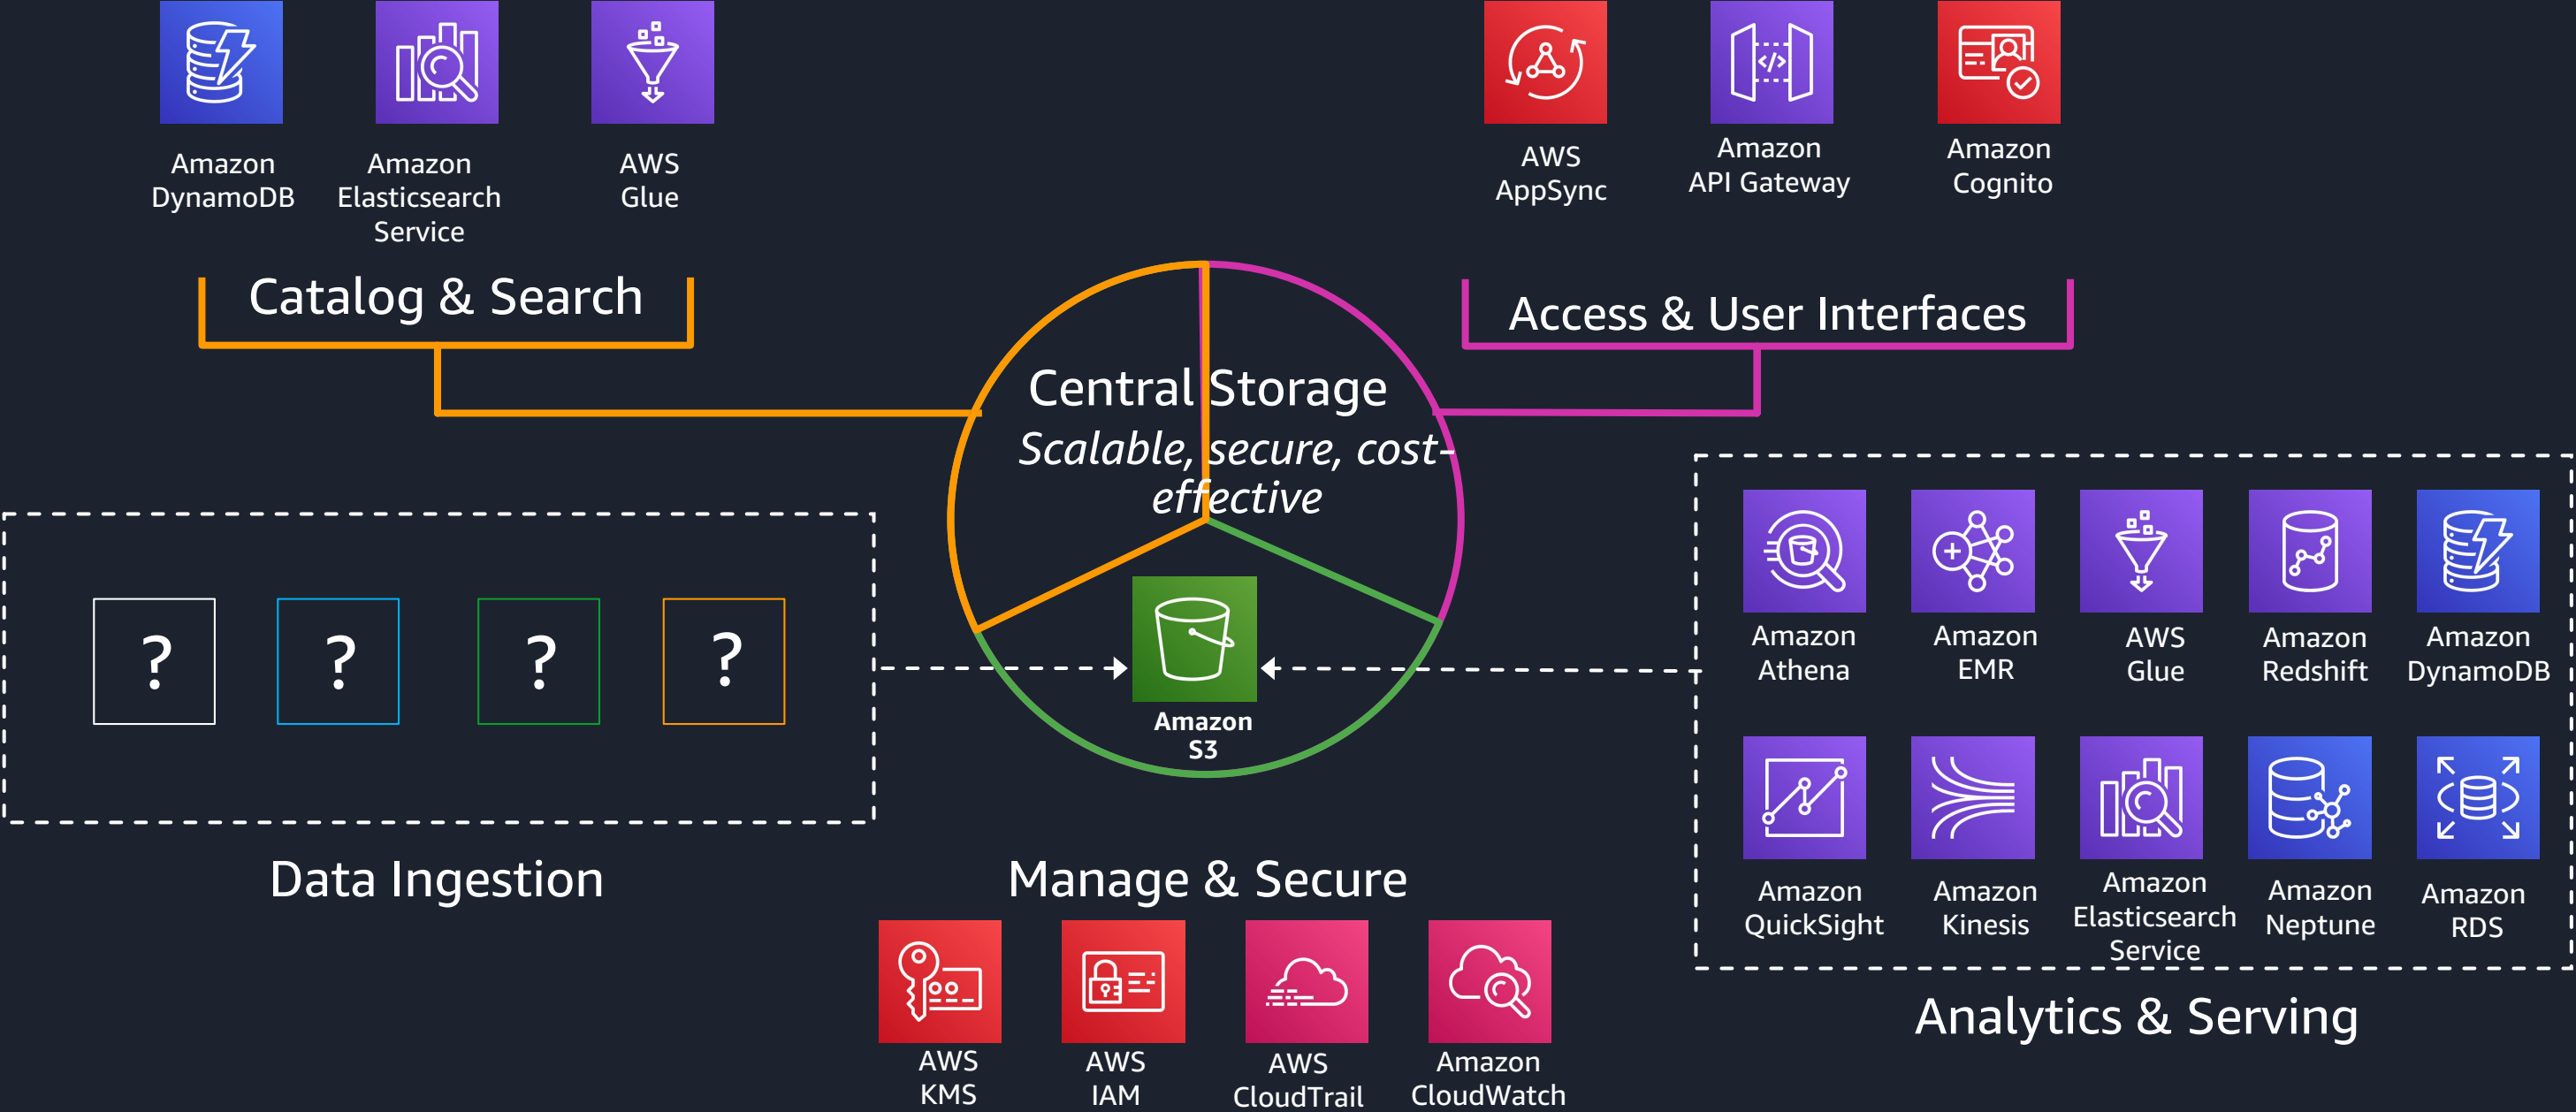 Amazon
DynamoDB
Amazon
Elasticsearch
Service
AWS
Glue
Catalog & Search
AWS
AppSync
Amazon
API Gateway
Amazon
Cognito
Access & User Interfaces
Central Storage
Scalable, secure, cost-
effective
Amazon
S3
?
?
?
?
Data Ingestion
Amazon
Athena
Amazon
EMR
AWS
Glue
Amazon
Redshift
Amazon
DynamoDB
Amazon
QuickSight
Amazon
Kinesis
Amazon
Elasticsearch
Service
Amazon
Neptune
Amazon
RDS
Analytics & Serving
Manage & Secure
AWS
KMS
AWS
IAM
AWS
CloudTrail
Amazon
CloudWatch